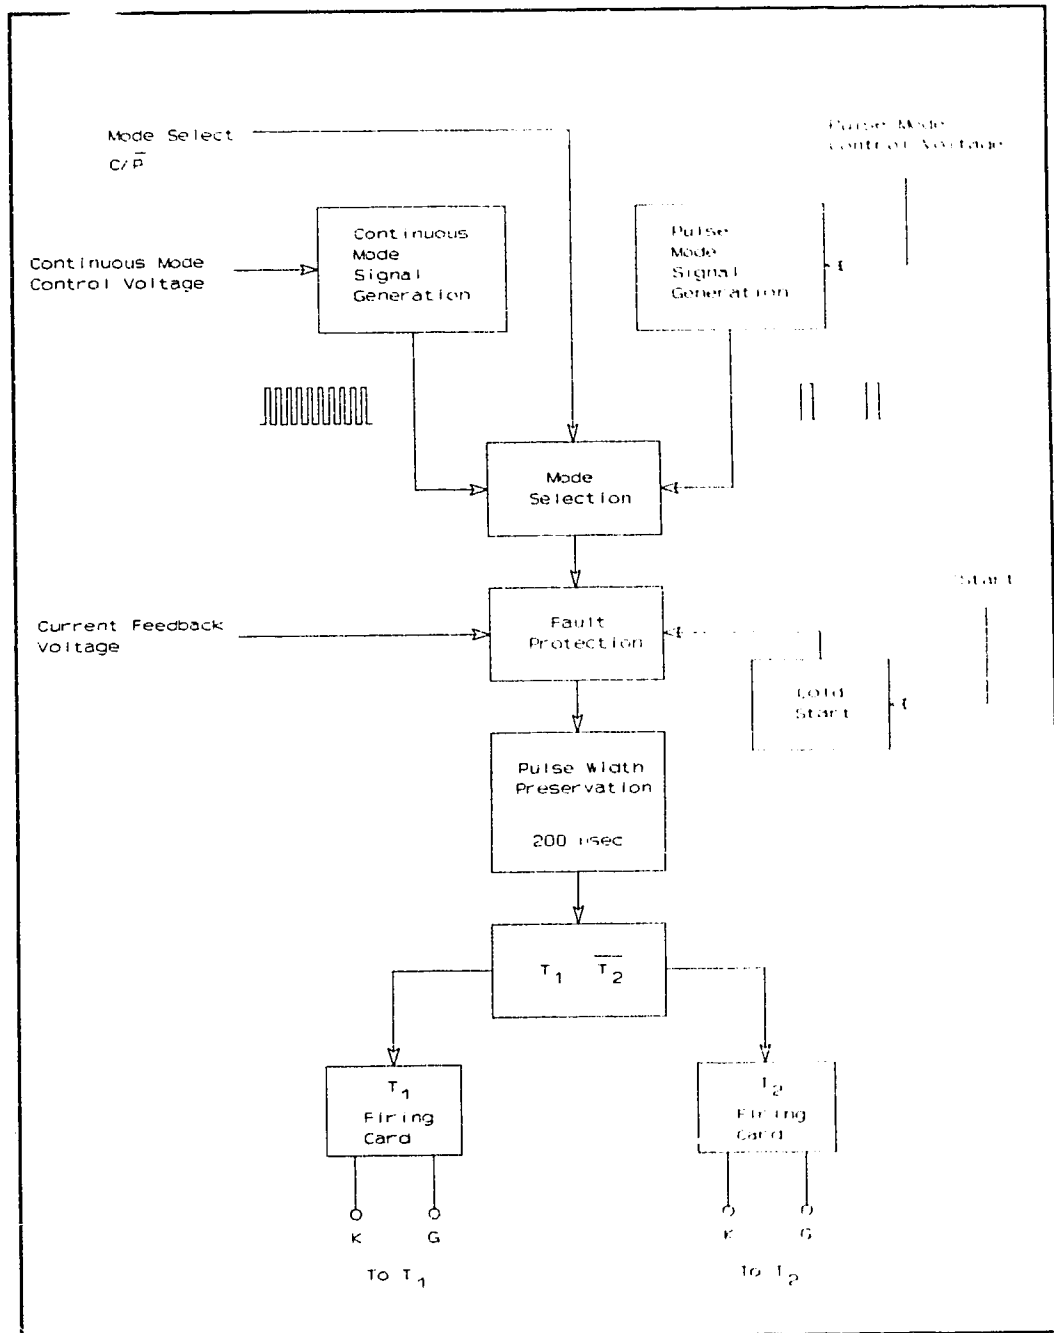 Mode Select
C/P̅
Pulse Mode
Control Voltage
Continuous
Mode
Signal
Generation
Pulse
Mode
Signal
Generation
Continuous Mode
Control Voltage
Mode
Selection
Start
Current Feedback
Voltage
Fault
Protection
Cold
Start
Pulse Width
Preservation
200 nsec
T₁ T̅₂
T₁
Firing
Card
T₂
Firing
Card
K G
K G
To T₁
To T₂